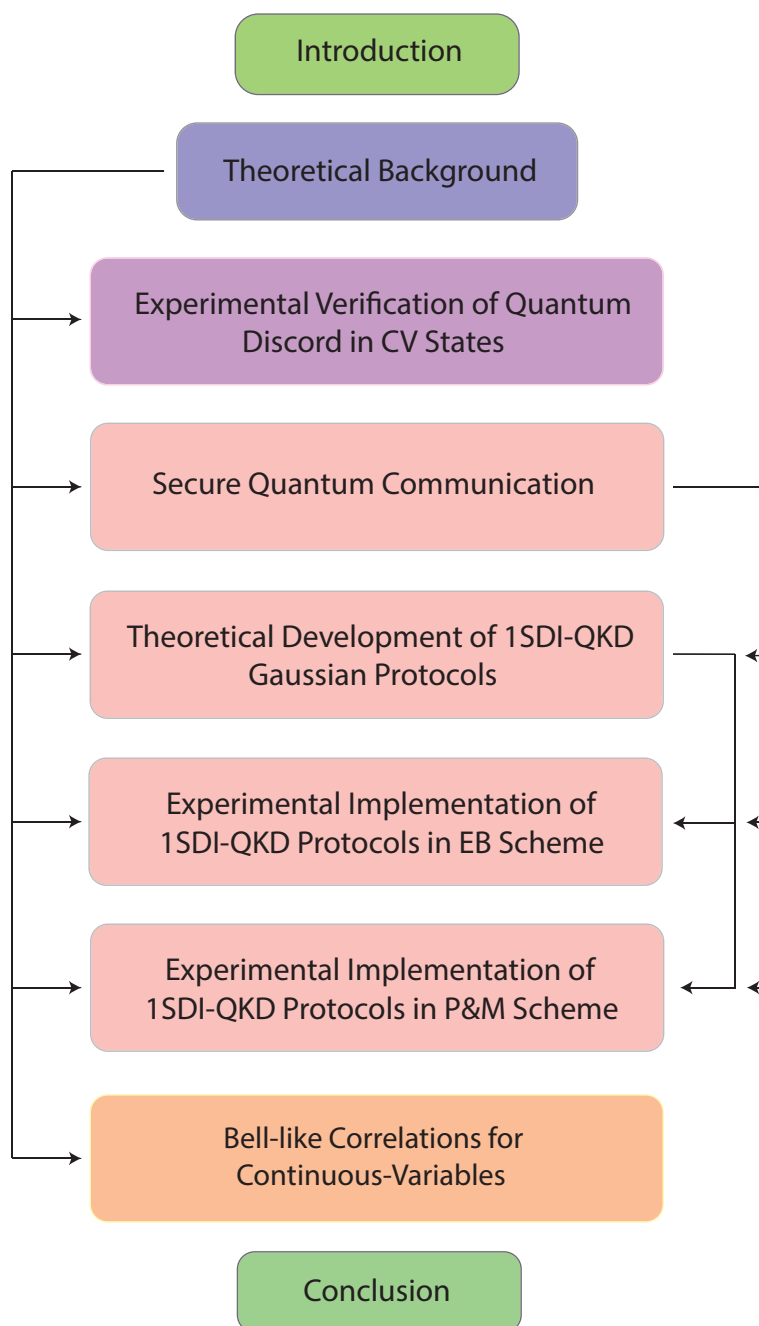 Introduction
Theoretical Background
Experimental Verification of Quantum
Discord in CV States
Secure Quantum Communication
Theoretical Development of 1SDI-QKD
Gaussian Protocols
Experimental Implementation of
1SDI-QKD Protocols in EB Scheme
Experimental Implementation of
1SDI-QKD Protocols in P&M Scheme
Bell-like Correlations for
Continuous-Variables
Conclusion